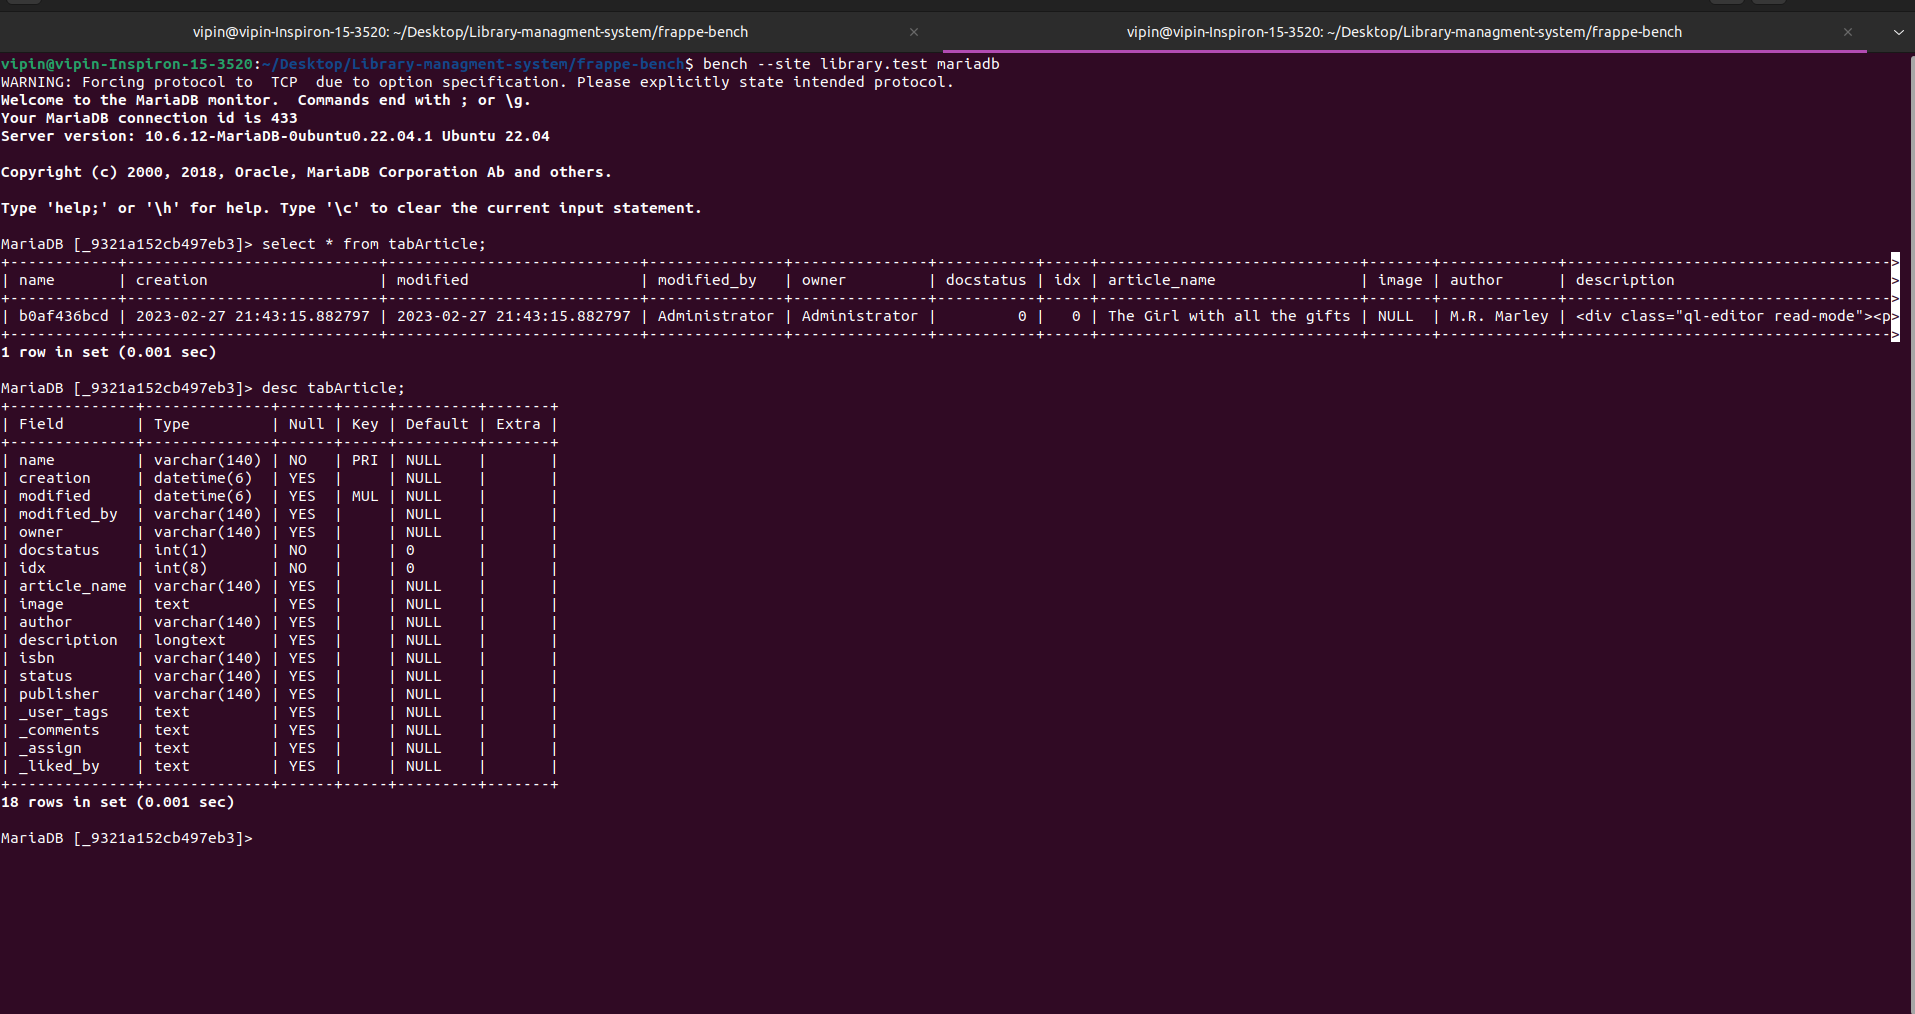 vipin@vipin-Inspiron-15-3520: ~/Desktop/Library-managment-system/frappe-bench × vipin@vipin-Inspiron-15-3520: ~/Desktop/Library-managment-system/frappe-bench ×
vipin@vipin-Inspiron-15-3520:~/Desktop/Library-managment-system/frappe-bench$ bench --site library.test mariadb
WARNING: Forcing protocol to  TCP  due to option specification. Please explicitly state intended protocol.
Welcome to the MariaDB monitor.  Commands end with ; or \g.
Your MariaDB connection id is 433
Server version: 10.6.12-MariaDB-0ubuntu0.22.04.1 Ubuntu 22.04
Copyright (c) 2000, 2018, Oracle, MariaDB Corporation Ab and others.
Type 'help;' or '\h' for help. Type '\c' to clear the current input statement.
MariaDB [_9321a152cb497eb3]> select * from tabArticle;
+------------+----------------------------+----------------------------+---------------+---------------+-----------+-----+-----------------------------+-------+-------------+------------------------------------>
| name       | creation                   | modified                   | modified_by   | owner         | docstatus | idx | article_name                | image | author      | description                        >
+------------+----------------------------+----------------------------+---------------+---------------+-----------+-----+-----------------------------+-------+-------------+------------------------------------>
| b0af436bcd | 2023-02-27 21:43:15.882797 | 2023-02-27 21:43:15.882797 | Administrator | Administrator |         0 |   0 | The Girl with all the gifts | NULL  | M.R. Marley | <div class="ql-editor read-mode"><p>
+------------+----------------------------+----------------------------+---------------+---------------+-----------+-----+-----------------------------+-------+-------------+------------------------------------>
1 row in set (0.001 sec)
MariaDB [_9321a152cb497eb3]> desc tabArticle;
+--------------+--------------+------+-----+---------+-------+
| Field        | Type         | Null | Key | Default | Extra |
+--------------+--------------+------+-----+---------+-------+
| name         | varchar(140) | NO   | PRI | NULL    |       |
| creation     | datetime(6)  | YES  |     | NULL    |       |
| modified     | datetime(6)  | YES  | MUL | NULL    |       |
| modified_by  | varchar(140) | YES  |     | NULL    |       |
| owner        | varchar(140) | YES  |     | NULL    |       |
| docstatus    | int(1)       | NO   |     | 0       |       |
| idx          | int(8)       | NO   |     | 0       |       |
| article_name | varchar(140) | YES  |     | NULL    |       |
| image        | text         | YES  |     | NULL    |       |
| author       | varchar(140) | YES  |     | NULL    |       |
| description  | longtext     | YES  |     | NULL    |       |
| isbn         | varchar(140) | YES  |     | NULL    |       |
| status       | varchar(140) | YES  |     | NULL    |       |
| publisher    | varchar(140) | YES  |     | NULL    |       |
| _user_tags   | text         | YES  |     | NULL    |       |
| _comments    | text         | YES  |     | NULL    |       |
| _assign      | text         | YES  |     | NULL    |       |
| _liked_by    | text         | YES  |     | NULL    |       |
+--------------+--------------+------+-----+---------+-------+
18 rows in set (0.001 sec)
MariaDB [_9321a152cb497eb3]>